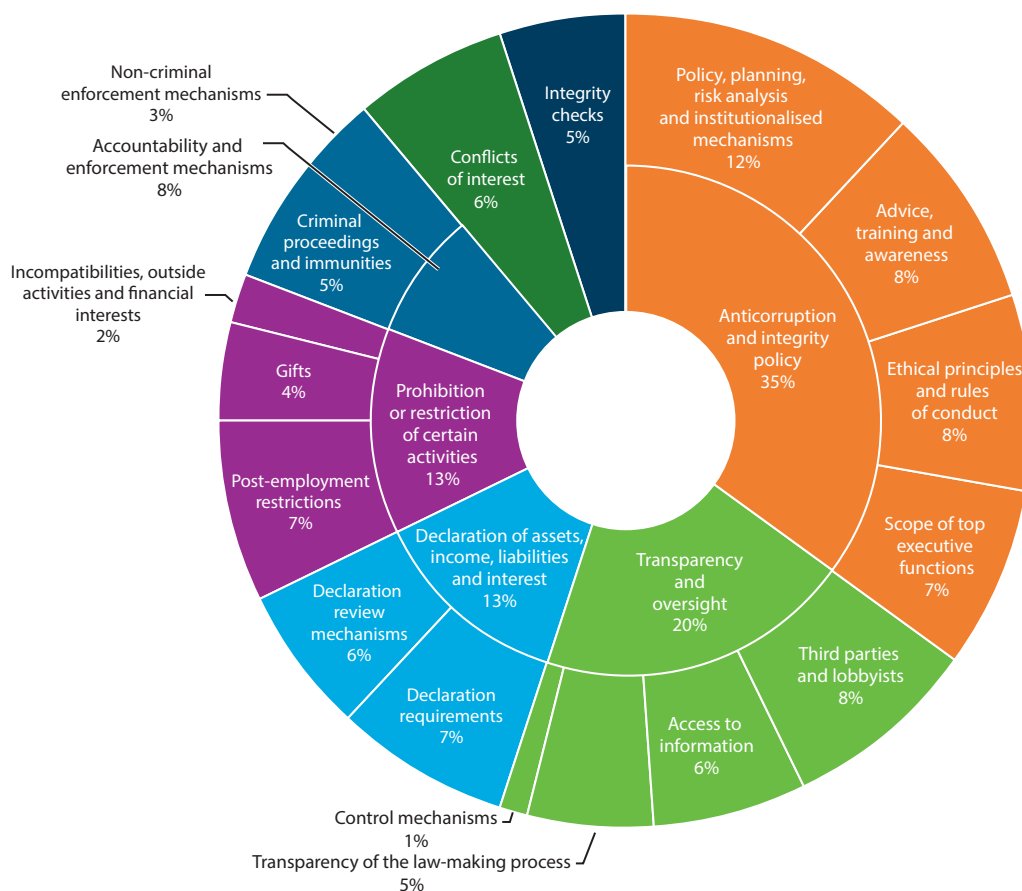 Non-criminal
enforcement mechanisms
3%
Accountability and
enforcement mechanisms
8%
Incompatibilities, outside
activities and financial
interests
2%
Integrity
checks
5%
Conflicts
of interest
6%
Criminal
proceedings
and immunities
5%
Gifts
4%
Post-employment
restrictions
7%
Prohibition
or restriction
of certain
activities
13%
Policy, planning,
risk analysis
and institutionalised
mechanisms
12%
Advice,
training and
awareness
8%
Anticorruption
and integrity
policy
35%
Ethical principles
and rules
of conduct
8%
Scope of top
executive
functions
7%
Declaration of assets,
income, liabilities
and interest
13%
Transparency
and
oversight
20%
Declaration
review
mechanisms
6%
Declaration
requirements
7%
Third parties
and lobbyists
8%
Access to
information
6%
Control mechanisms
1%
Transparency of the law-making process
5%